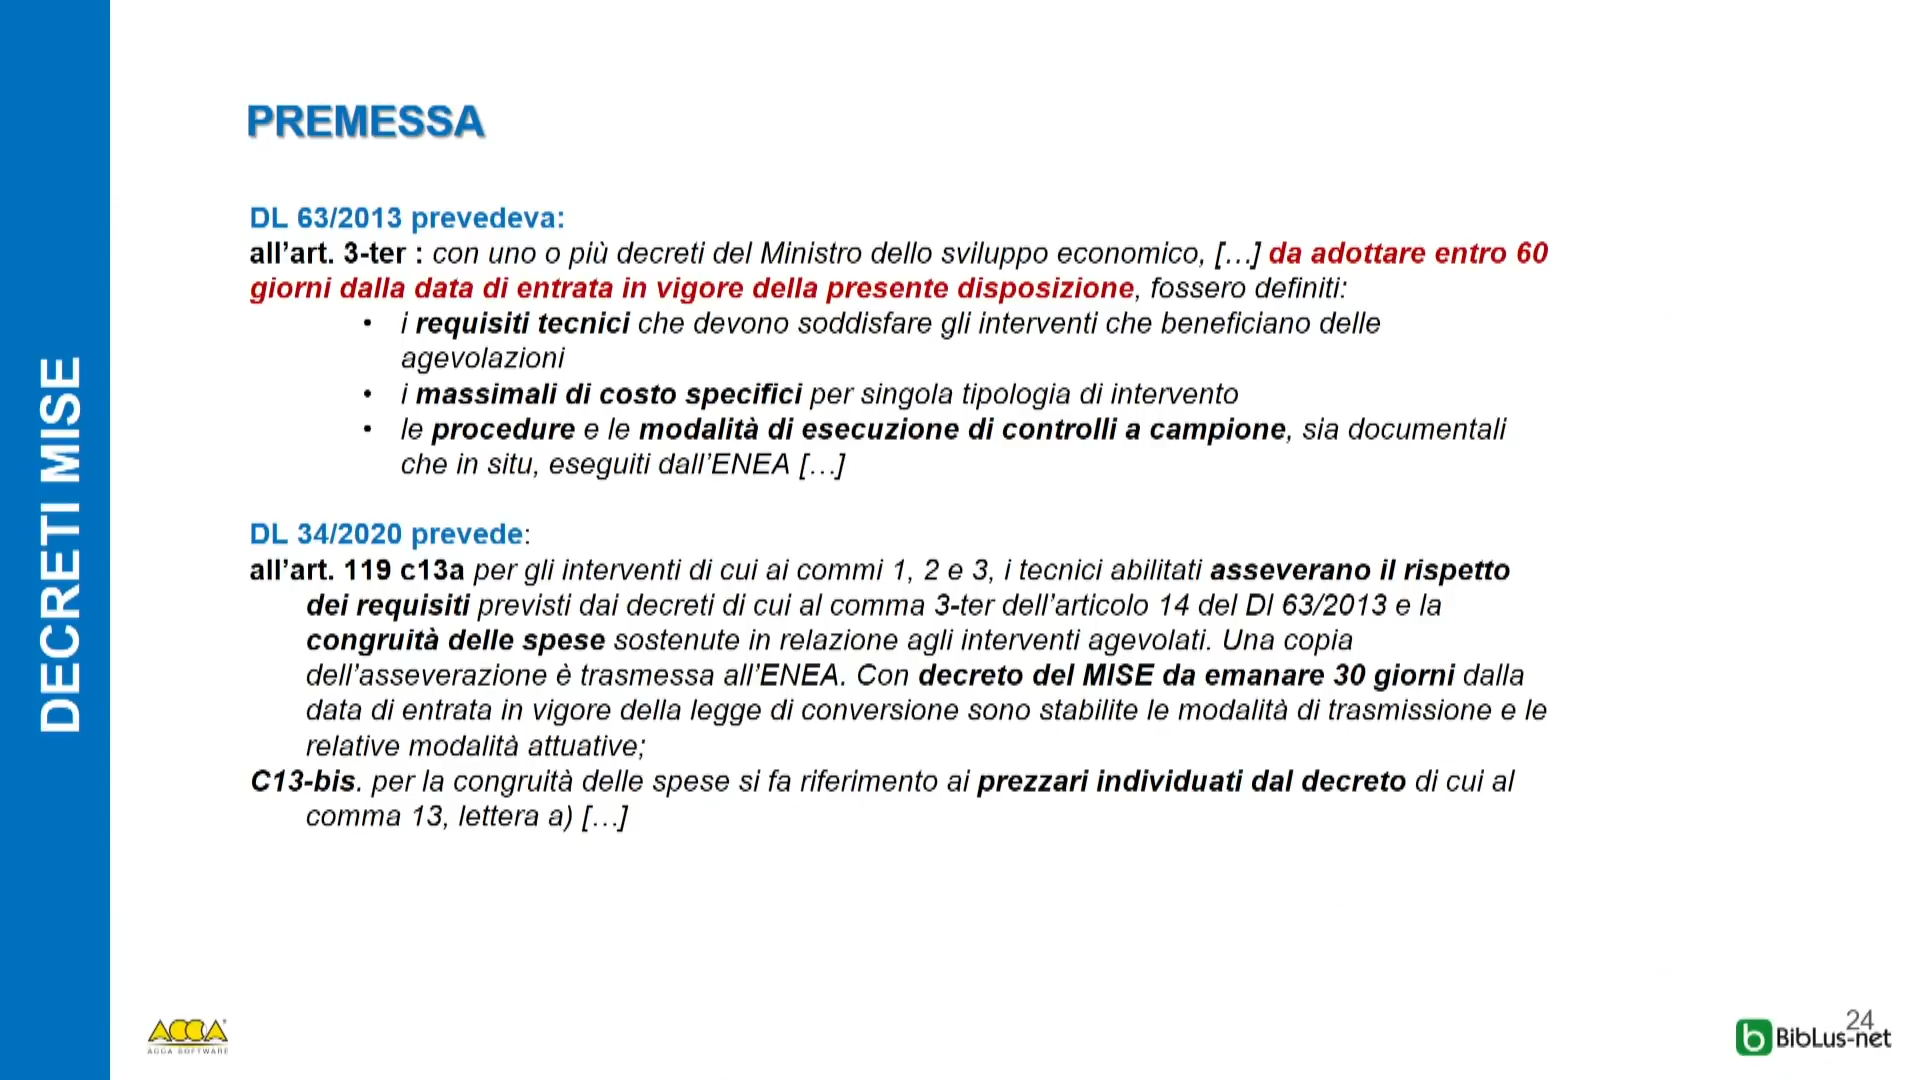 DECRETI MISE
PREMESSA
DL 63/2013 prevedeva:
all’art. 3-ter : con uno o più decreti del Ministro dello sviluppo economico, […] da adottare entro 60
giorni dalla data di entrata in vigore della presente disposizione, fossero definiti:
• i requisiti tecnici che devono soddisfare gli interventi che beneficiano delle
agevolazioni
• i massimali di costo specifici per singola tipologia di intervento
• le procedure e le modalità di esecuzione di controlli a campione, sia documentali
che in situ, eseguiti dall’ENEA […]
DL 34/2020 prevede:
all’art. 119 c13a per gli interventi di cui ai commi 1, 2 e 3, i tecnici abilitati asseverano il rispetto
dei requisiti previsti dai decreti di cui al comma 3-ter dell’articolo 14 del Dl 63/2013 e la
congruità delle spese sostenute in relazione agli interventi agevolati. Una copia
dell’asseverazione è trasmessa all’ENEA. Con decreto del MISE da emanare 30 giorni dalla
data di entrata in vigore della legge di conversione sono stabilite le modalità di trasmissione e le
relative modalità attuative;
C13-bis. per la congruità delle spese si fa riferimento ai prezzari individuati dal decreto di cui al
comma 13, lettera a) […]
ACCA
ACCA SOFTWARE
24
b BibLus-net